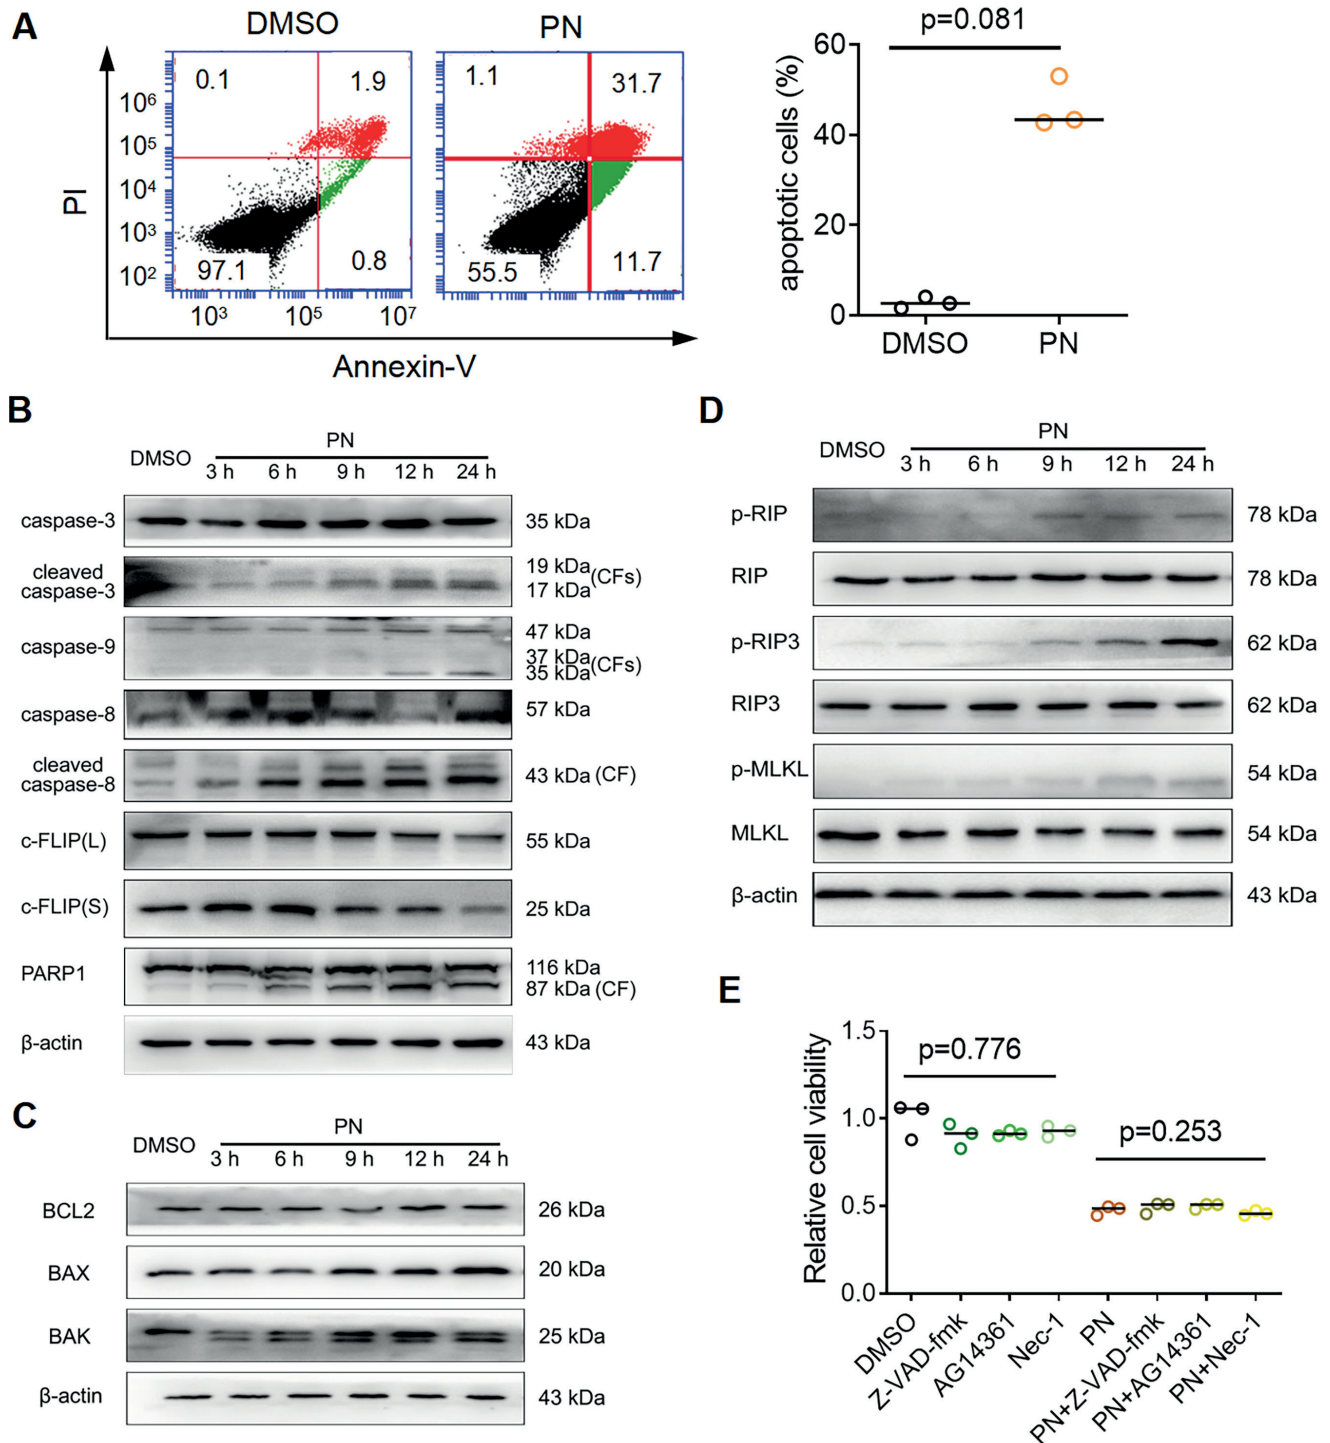 A
DMSO
PN
0.1
1.9
97.1
0.8
1.1
31.7
55.5
11.7
10⁶
10⁵
10⁴
10³
10²
PI
10³
10⁵
10⁷
Annexin-V
p=0.081
60
40
20
0
apoptotic cells (%)
DMSO
PN
B
DMSO
PN
3 h
6 h
9 h
12 h
24 h
caspase-3
35 kDa
cleaved
caspase-3
19 kDa
17 kDa
(CFs)
caspase-9
47 kDa
37 kDa
35 kDa
(CFs)
caspase-8
57 kDa
cleaved
caspase-8
43 kDa (CF)
c-FLIP(L)
55 kDa
c-FLIP(S)
25 kDa
PARP1
116 kDa
87 kDa (CF)
β-actin
43 kDa
C
DMSO
PN
3 h
6 h
9 h
12 h
24 h
BCL2
26 kDa
BAX
20 kDa
BAK
25 kDa
β-actin
43 kDa
D
DMSO
PN
3 h
6 h
9 h
12 h
24 h
p-RIP
78 kDa
RIP
78 kDa
p-RIP3
62 kDa
RIP3
62 kDa
p-MLKL
54 kDa
MLKL
54 kDa
β-actin
43 kDa
E
1.5
1.0
0.5
0.0
Relative cell viability
p=0.776
p=0.253
DMSO
Z-VAD-fmk
AG14361
Nec-1
PN
PN+Z-VAD-fmk
PN+AG14361
PN+Nec-1